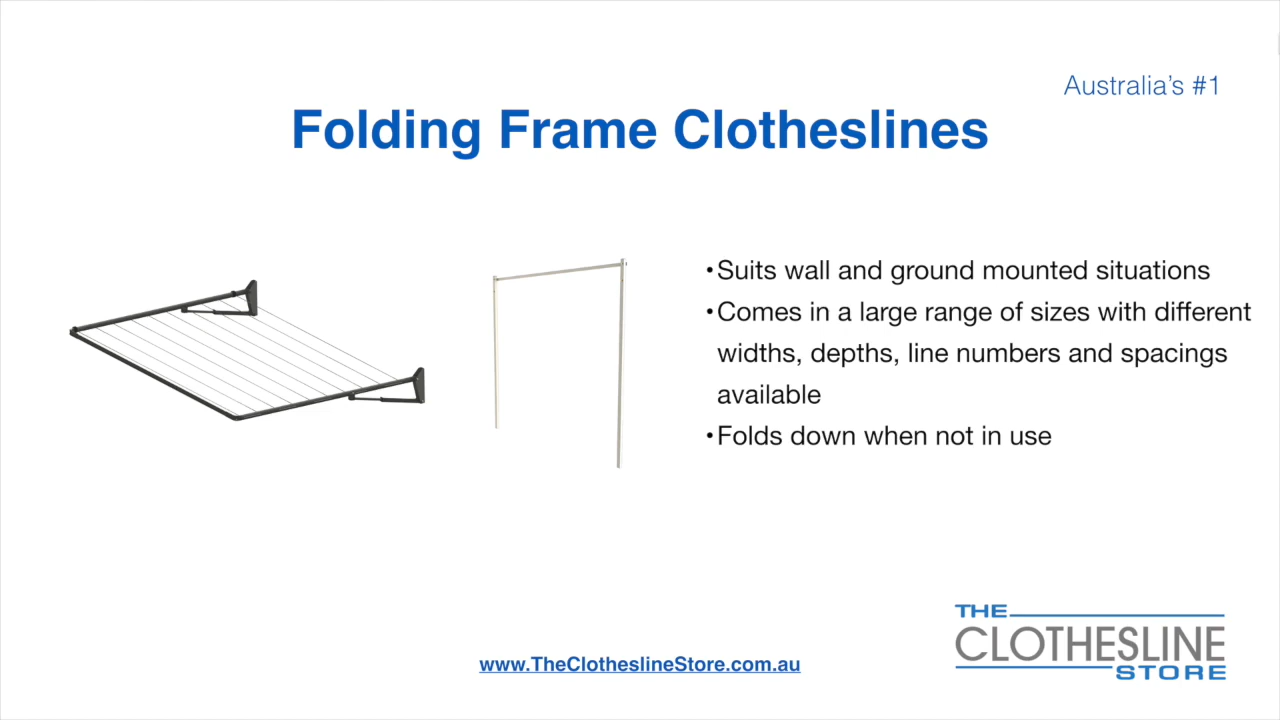 Australia's #1
Folding Frame Clotheslines
•Suits wall and ground mounted situations
•Comes in a large range of sizes with different
widths, depths, line numbers and spacings
available
•Folds down when not in use
THE
CLOTHESLINE
STORE
www.TheClotheslineStore.com.au